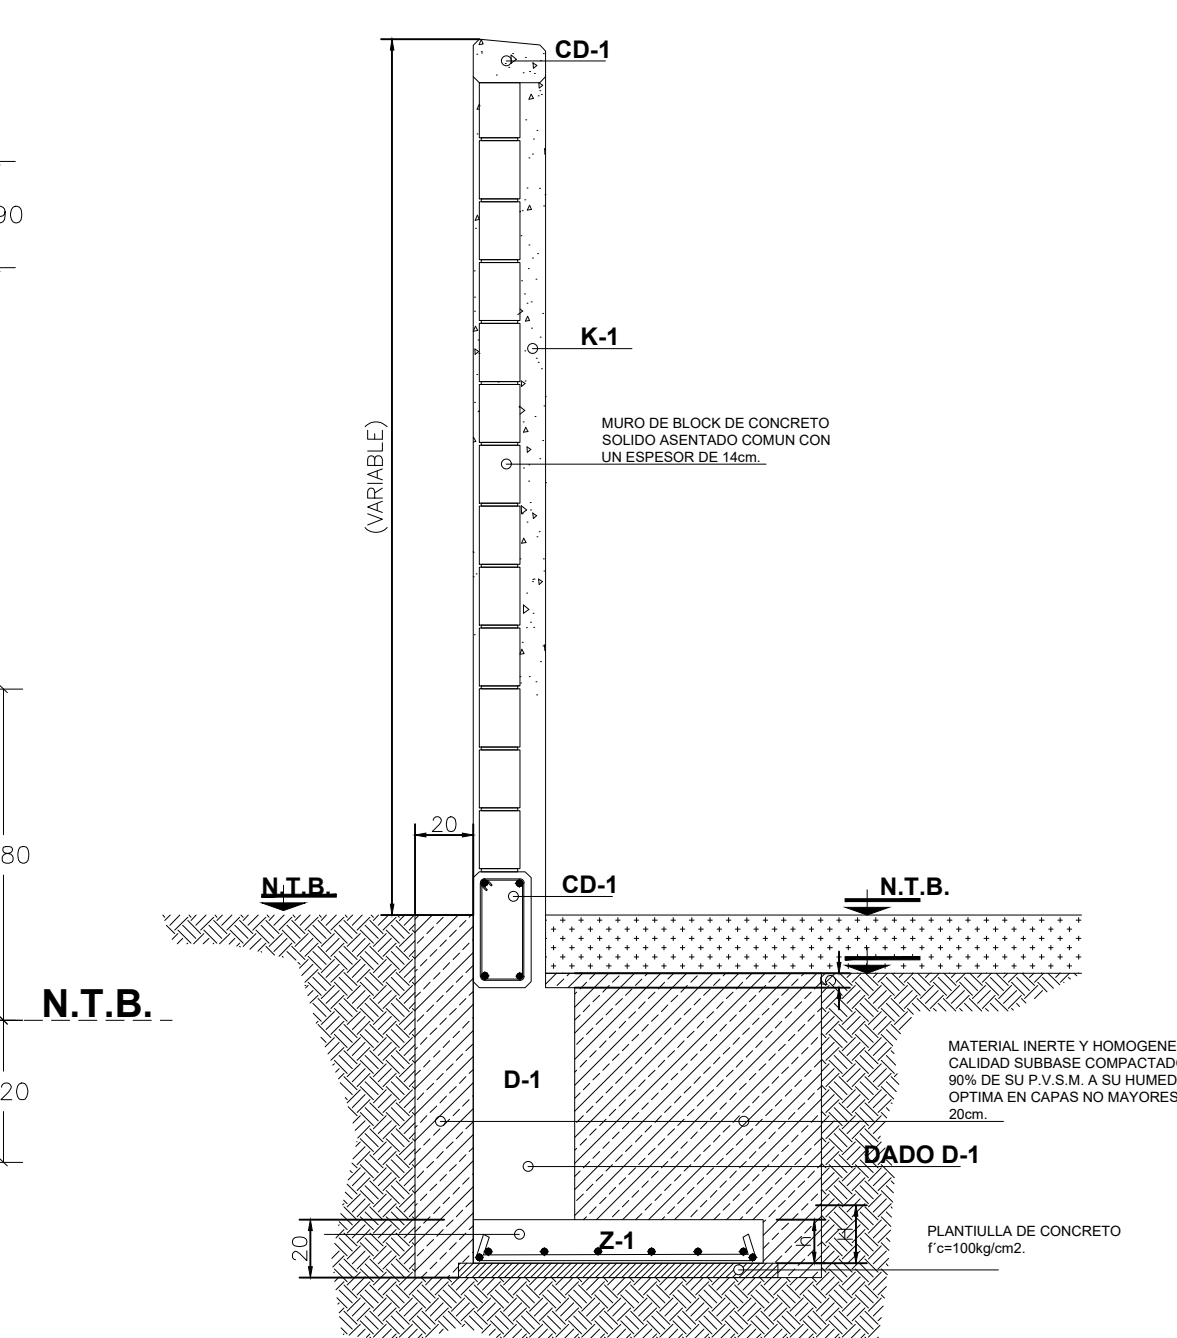 CD-1
90
K-1
MURO DE BLOCK DE CONCRETO
SOLIDO ASENTADO COMUN CON
UN ESPESOR DE 14cm.
(VARIABLE)
20
80
N.T.B.
CD-1
N.T.B.
5
N.T.B.
MATERIAL INERTE Y HOMOGENE
CALIDAD SUBBASE COMPACTADO
90% DE SU P.V.S.M. A SU HUMED
OPTIMA EN CAPAS NO MAYORES
20cm.
D-1
20
DADO D-1
PLANTIULLA DE CONCRETO
f´c=100kg/cm2.
Z-1
20
h
H